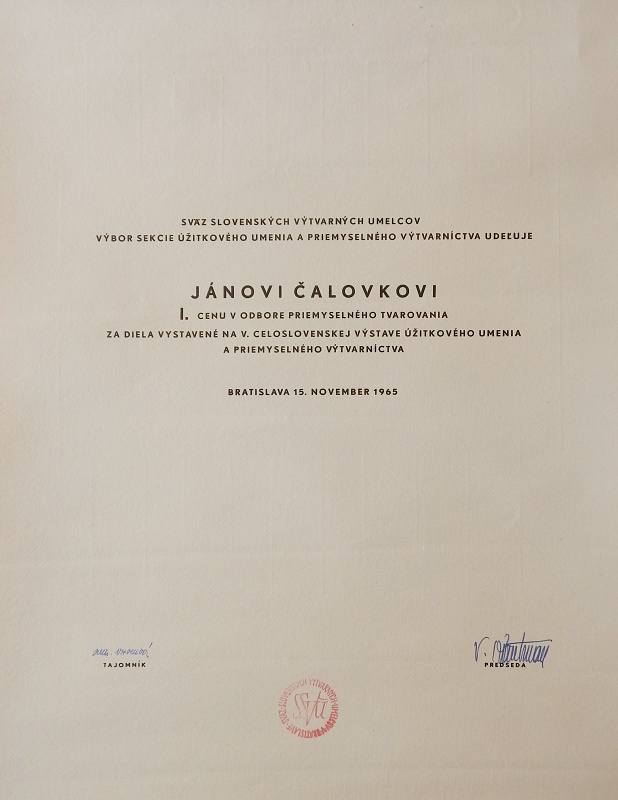 SVÄZ SLOVENSKÝCH VÝTVARNÝCH UMELCOV
VÝBOR SEKCIE ÚŽITKOVÉHO UMENIA A PRIEMYSELNÉHO VÝTVARNÍCTVA UDEĽUJE
JÁNOVI ČALOVKOVI
I. CENU V ODBORE PRIEMYSELNÉHO TVAROVANIA
ZA DIELA VYSTAVENÉ NA V. CELOSLOVENSKEJ VÝSTAVE ÚŽITKOVÉHO UMENIA
A PRIEMYSELNÉHO VÝTVARNÍCTVA
BRATISLAVA 15. NOVEMBER 1965
TAJOMNÍK
PREDSEDA